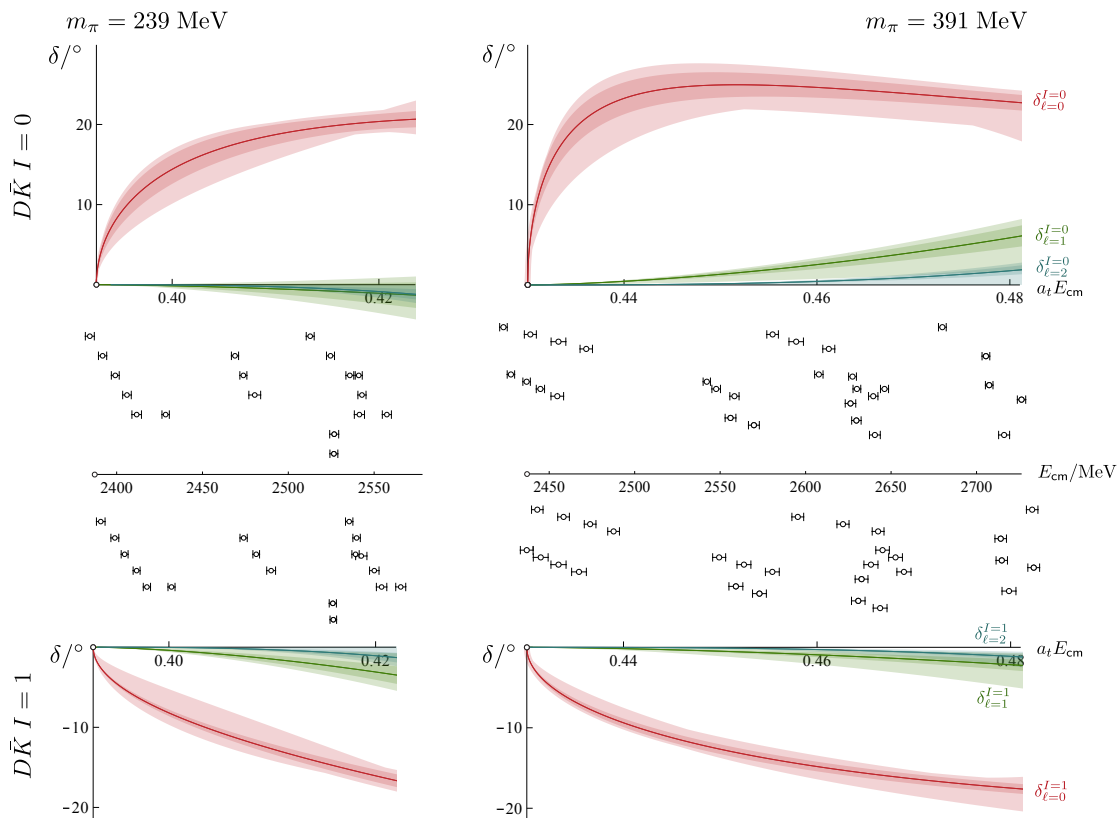 m_π = 239 MeV
m_π = 391 MeV
DK̄ I = 0
δ/°
20
10
0.40
0.42
δ/°
20
10
0.44
0.46
0.48
δ^{I=0}_{ℓ=0}
δ^{I=0}_{ℓ=1}
δ^{I=0}_{ℓ=2}
a_t E_cm
2400
2450
2500
2550
2450
2500
2550
2600
2650
2700
E_cm/MeV
DK̄ I = 1
δ/°
0.40
0.42
−10
−20
δ/°
0.44
0.46
0.48
−10
−20
δ^{I=1}_{ℓ=2}
a_t E_cm
δ^{I=1}_{ℓ=1}
δ^{I=1}_{ℓ=0}